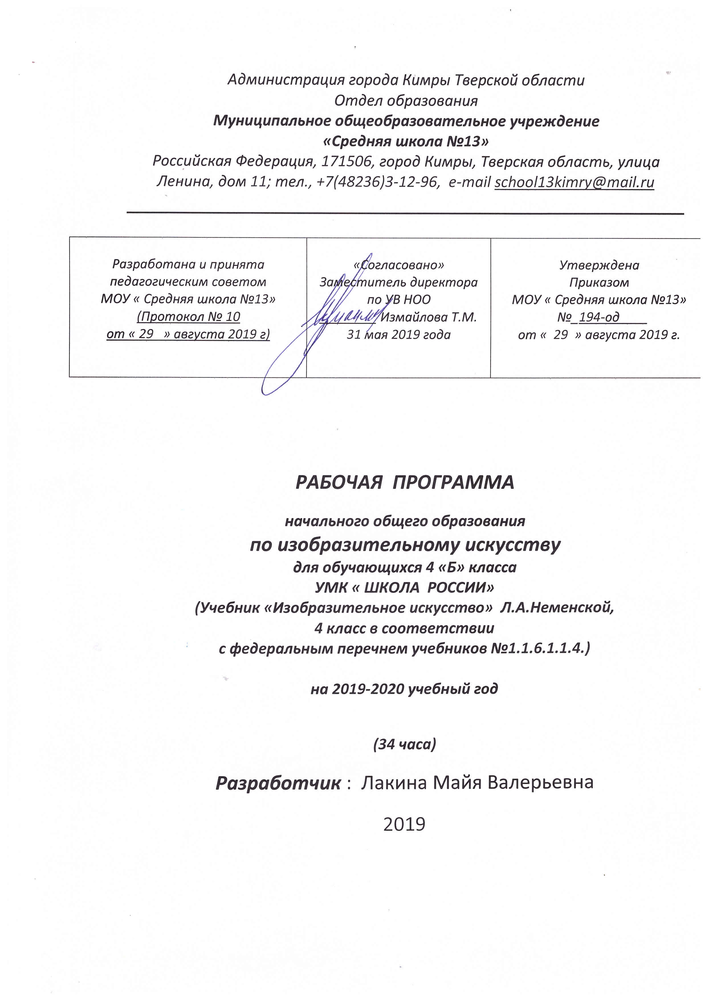 Администрация города Кимры Тверской области
Отдел образования
Муниципальное общеобразовательное учреждение
«Средняя школа №13»
Российская Федерация, 171506, город Кимры, Тверская область, улица
Ленина, дом 11; тел., +7(48236)3-12-96,  e-mail school13kimry@mail.ru
Разработана и принята
педагогическим советом
МОУ « Средняя школа №13»
(Протокол № 10
от « 29   » августа 2019 г)
«Согласовано»
Заместитель директора
по УВ НОО
_________ Измайлова Т.М.
31 мая 2019 года
Утверждена
Приказом
МОУ « Средняя школа №13»
№_194-од____
от «  29  » августа 2019 г.
РАБОЧАЯ  ПРОГРАММА
начального общего образования
по изобразительному искусству
для обучающихся 4 «Б» класса
УМК « ШКОЛА  РОССИИ»
(Учебник «Изобразительное искусство»  Л.А.Неменской,
4 класс в соответствии
с федеральным перечнем учебников №1.1.6.1.1.4.)
на 2019-2020 учебный год
(34 часа)
Разработчик :  Лакина Майя Валерьевна
2019